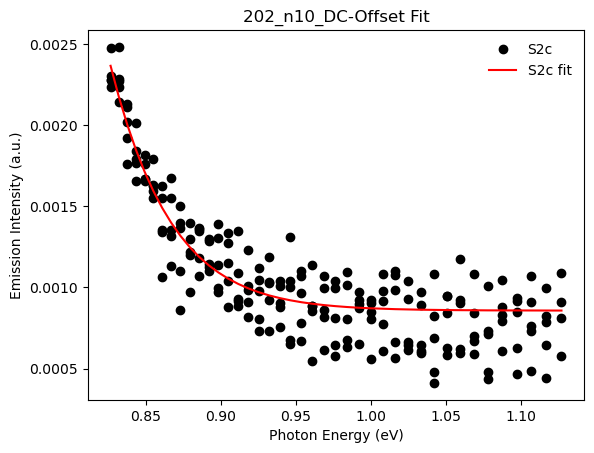 202_n10_DC-Offset Fit
0.0025
0.0020
0.0015
0.0010
0.0005
Emission Intensity (a.u.)
S2c
S2c fit
0.85 0.90 0.95 1.00 1.05 1.10
Photon Energy (eV)